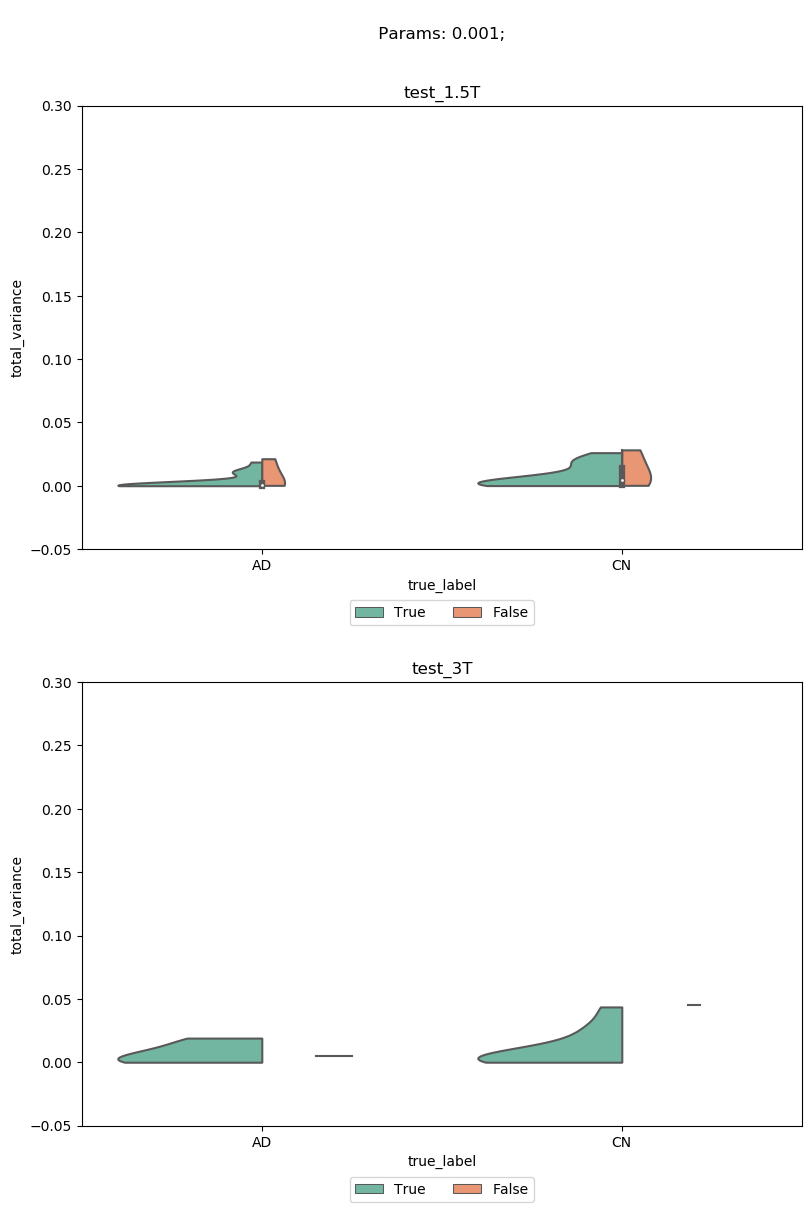 Params: 0.001;
test_1.5T
0.30
0.25
0.20
0.15
0.10
0.05
0.00
−0.05
total_variance
AD CN
true_label
True False
test_3T
0.30
0.25
0.20
0.15
0.10
0.05
0.00
−0.05
total_variance
AD CN
true_label
True False